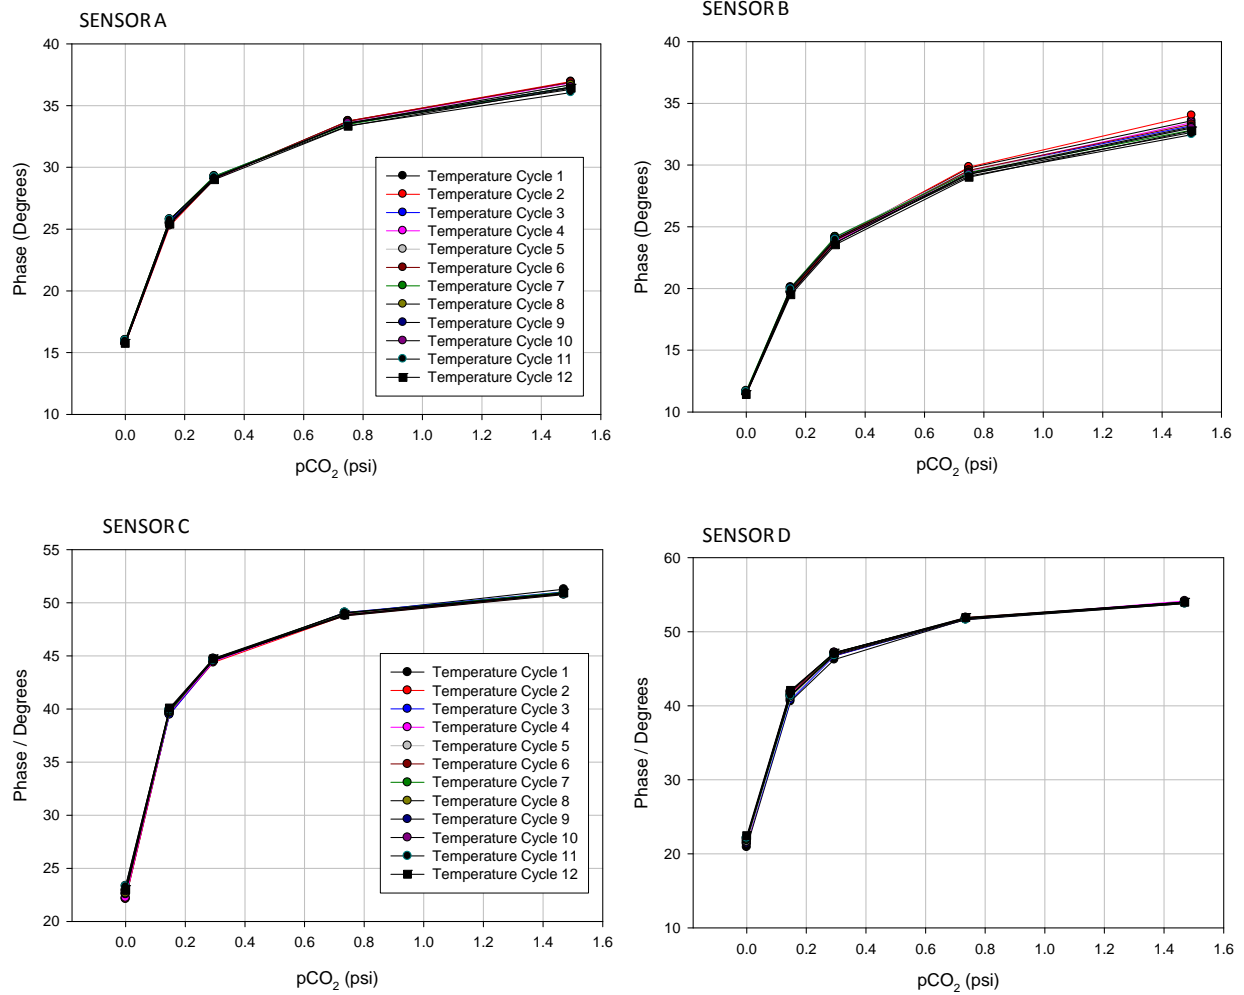 SENSOR A
40
35
30
25
20
15
10
Phase (Degrees)
0.0 0.2 0.4 0.6 0.8 1.0 1.2 1.4 1.6
pCO2 (psi)
Temperature Cycle 1
Temperature Cycle 2
Temperature Cycle 3
Temperature Cycle 4
Temperature Cycle 5
Temperature Cycle 6
Temperature Cycle 7
Temperature Cycle 8
Temperature Cycle 9
Temperature Cycle 10
Temperature Cycle 11
Temperature Cycle 12
SENSOR B
40
35
30
25
20
15
10
Phase (Degrees)
0.0 0.2 0.4 0.6 0.8 1.0 1.2 1.4 1.6
pCO2 (psi)
SENSOR C
55
50
45
40
35
30
25
20
Phase / Degrees
0.0 0.2 0.4 0.6 0.8 1.0 1.2 1.4 1.6
pCO2 (psi)
Temperature Cycle 1
Temperature Cycle 2
Temperature Cycle 3
Temperature Cycle 4
Temperature Cycle 5
Temperature Cycle 6
Temperature Cycle 7
Temperature Cycle 8
Temperature Cycle 9
Temperature Cycle 10
Temperature Cycle 11
Temperature Cycle 12
SENSOR D
60
50
40
30
20
10
Phase / Degrees
0.0 0.2 0.4 0.6 0.8 1.0 1.2 1.4 1.6
pCO2 (psi)